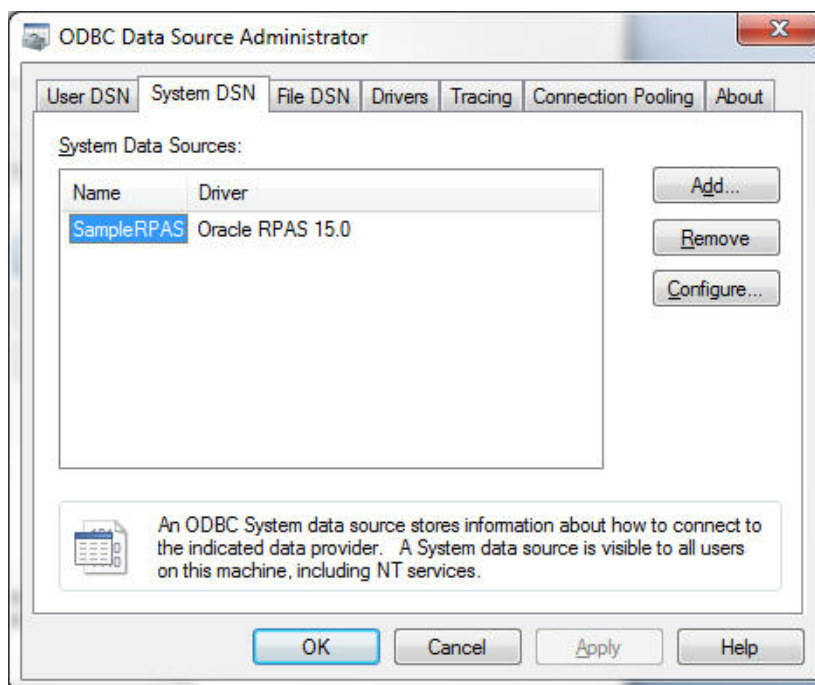 ODBC Data Source Administrator
X
User DSN System DSN File DSN Drivers Tracing Connection Pooling About
System Data Sources:
Name Driver
SampleRPAS Oracle RPAS 15.0
Add...
Remove
Configure...
An ODBC System data source stores information about how to connect to
the indicated data provider. A System data source is visible to all users
on this machine, including NT services.
OK Cancel Apply Help